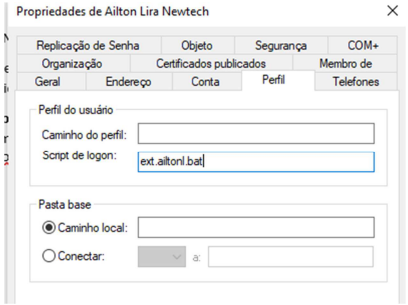 Propriedades de Ailton Lira Newtech
Replicação de Senha Objeto Segurança COM+
Organização Certificados publicados Membro de
Geral Endereço Conta Perfil Telefones
Perfil do usuário
Caminho do perfil:
Script de logon: ext.ailtonl.bat
Pasta base
Caminho local:
Conectar: a: